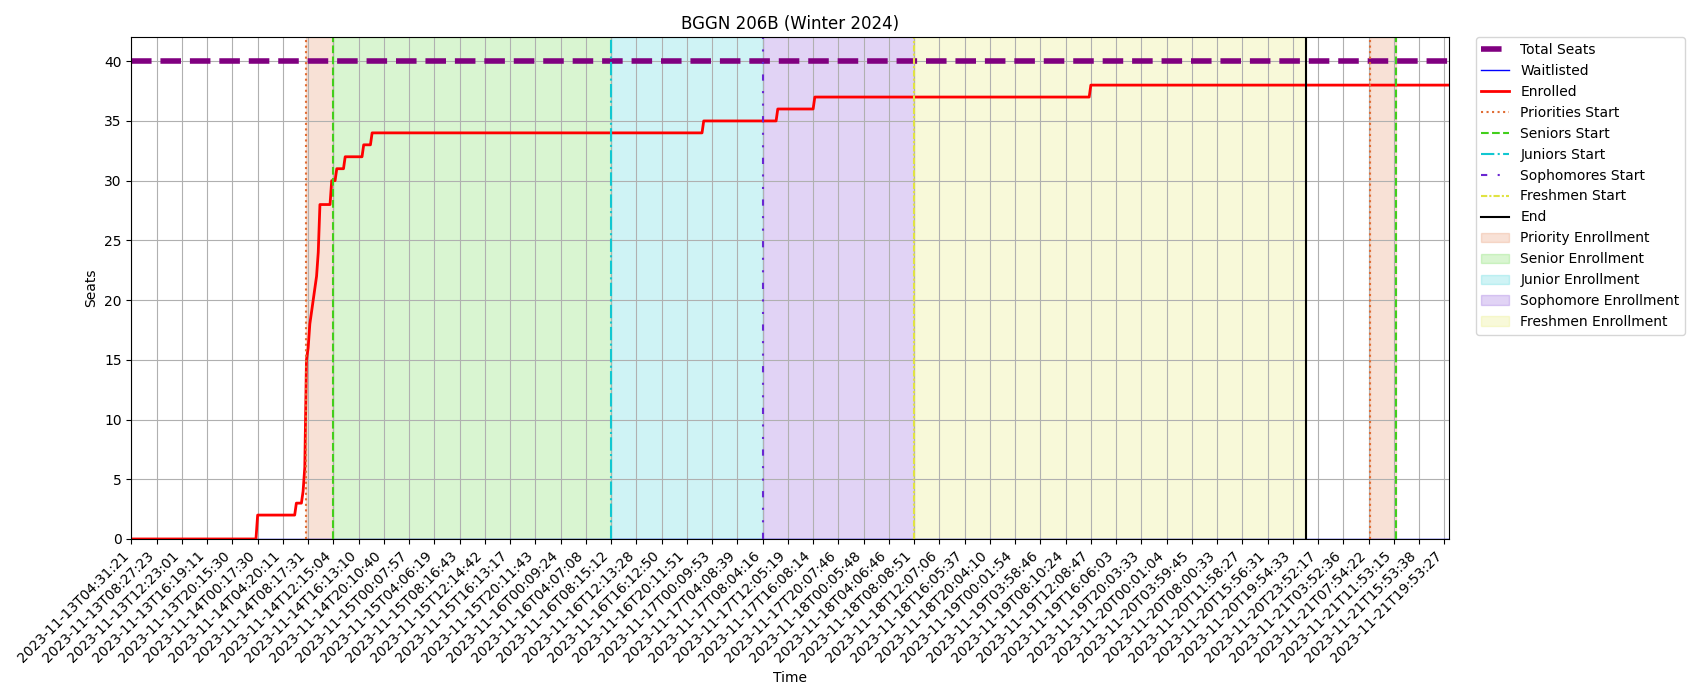 BGGN 206B (Winter 2024)
Total Seats
Waitlisted
Enrolled
Priorities Start
Seniors Start
Juniors Start
Sophomores Start
Freshmen Start
End
Priority Enrollment
Senior Enrollment
Junior Enrollment
Sophomore Enrollment
Freshmen Enrollment
Seats
40
35
30
25
20
15
10
5
0
2023-11-13T04:31:21
2023-11-13T08:27:23
2023-11-13T12:23:01
2023-11-13T16:19:11
2023-11-13T20:15:30
2023-11-14T00:17:30
2023-11-14T04:20:11
2023-11-14T08:17:31
2023-11-14T12:15:04
2023-11-14T16:13:10
2023-11-14T20:10:40
2023-11-15T00:07:57
2023-11-15T04:06:19
2023-11-15T08:16:43
2023-11-15T12:14:42
2023-11-15T16:13:17
2023-11-15T20:11:43
2023-11-16T00:09:24
2023-11-16T04:07:08
2023-11-16T08:15:12
2023-11-16T12:13:28
2023-11-16T16:12:50
2023-11-16T20:11:51
2023-11-17T00:09:53
2023-11-17T04:08:39
2023-11-17T08:04:16
2023-11-17T12:05:19
2023-11-17T16:08:14
2023-11-17T20:07:46
2023-11-18T00:05:48
2023-11-18T04:06:46
2023-11-18T08:08:51
2023-11-18T12:07:06
2023-11-18T16:05:37
2023-11-18T20:04:10
2023-11-19T00:01:54
2023-11-19T03:58:46
2023-11-19T08:10:24
2023-11-19T12:08:47
2023-11-19T16:06:03
2023-11-19T20:03:33
2023-11-20T00:01:04
2023-11-20T03:59:45
2023-11-20T08:00:33
2023-11-20T11:58:27
2023-11-20T15:56:31
2023-11-20T19:54:33
2023-11-20T23:52:17
2023-11-21T03:52:36
2023-11-21T07:54:22
2023-11-21T11:53:15
2023-11-21T15:53:38
2023-11-21T19:53:27
Time